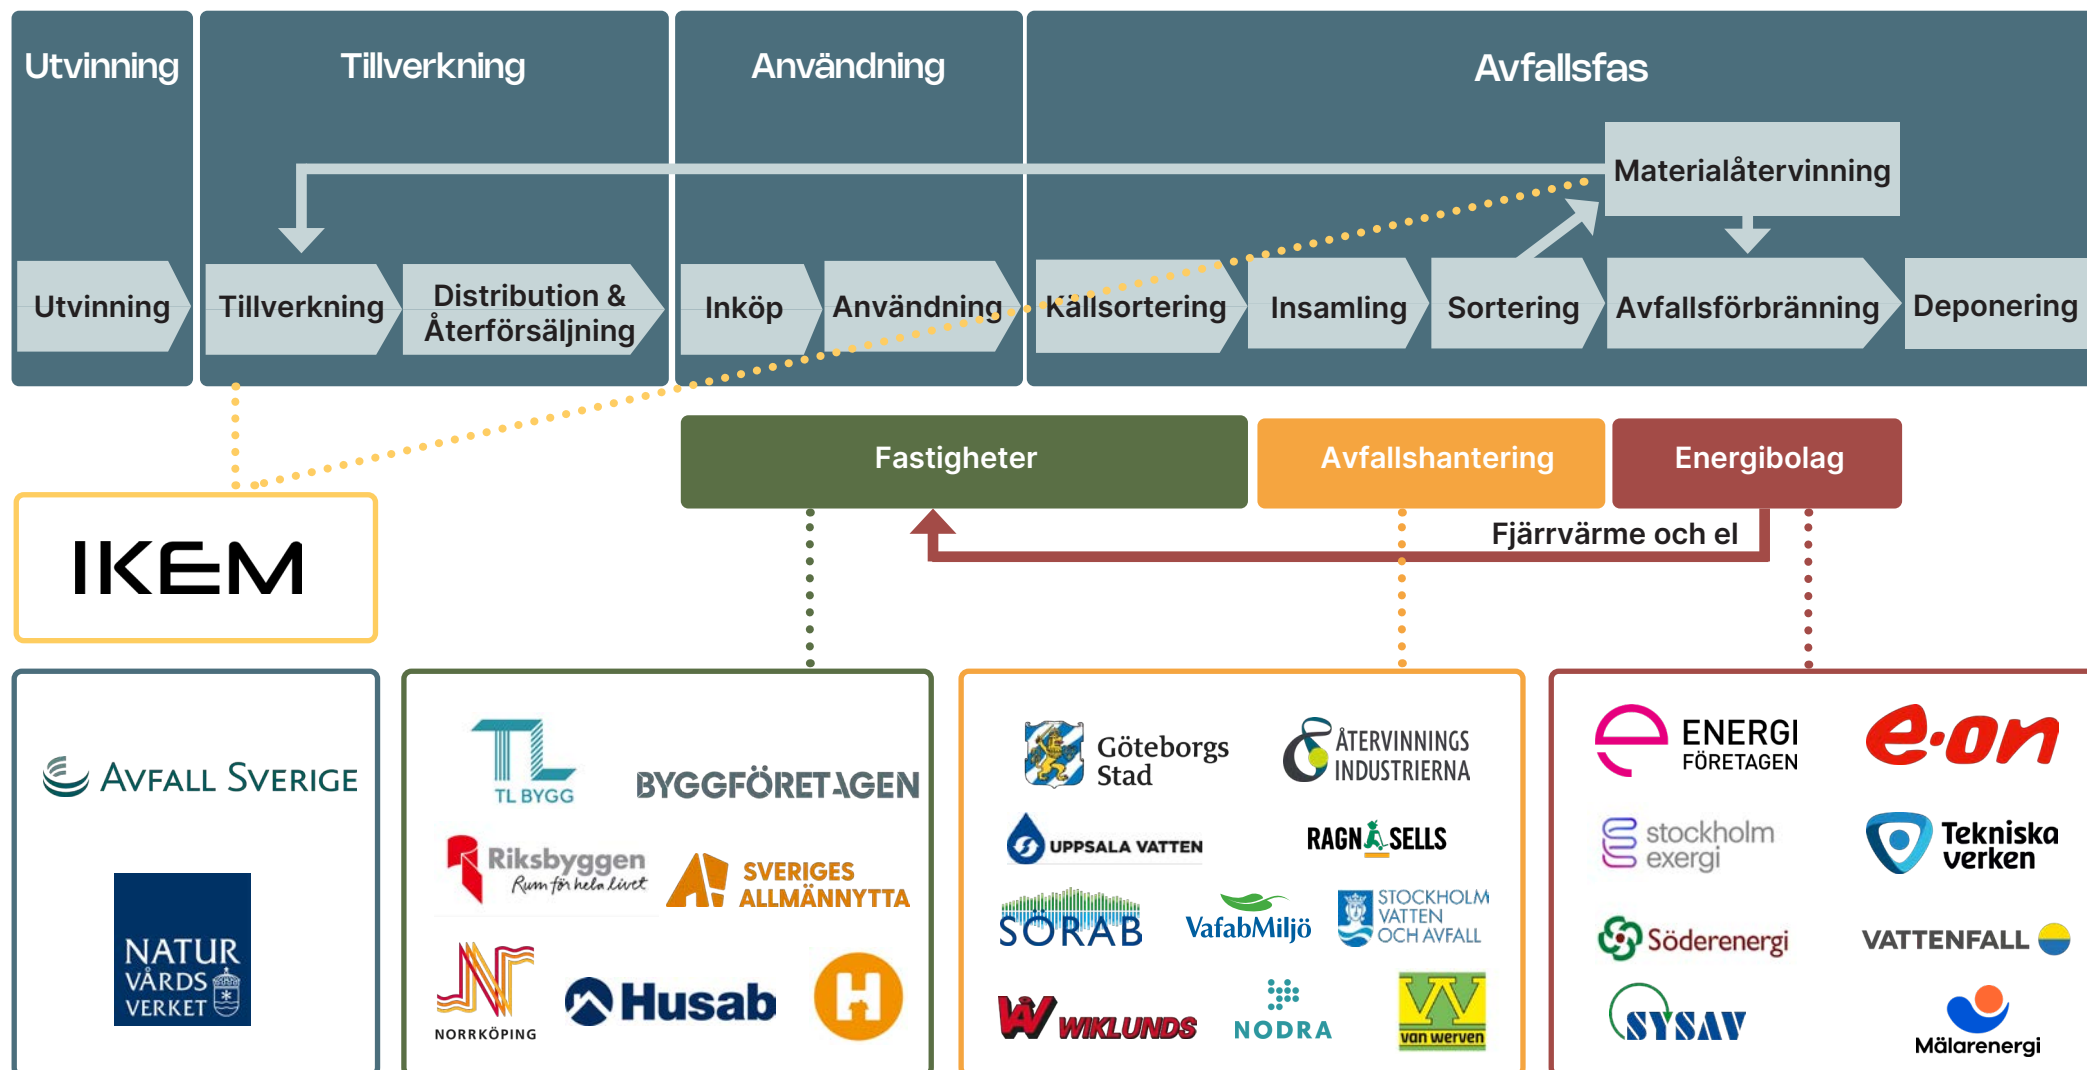 Utvinning
Tillverkning
Användning
Avfallsfas
Materialåtervinning
Utvinning
Tillverkning
Distribution &
Återförsäljning
Inköp
Användning
Källsortering
Insamling
Sortering
Avfallsförbränning
Deponering
Fastigheter
Avfallshantering
Energibolag
Fjärrvärme och el
IKEM
AVFALL SVERIGE
NATUR
VÅRDS
VERKET
TL BYGG
BYGGFÖRETAGEN
Riksbyggen
Rum för hela livet
SVERIGES
ALLMÄNNYTTA
NORRKÖPING
Husab
H
Göteborgs
Stad
ÅTERVINNINGS
INDUSTRIERNA
UPPSALA VATTEN
RAGN SELLS
SÖRAB
VafabMiljö
STOCKHOLM
VATTEN
OCH AVFALL
WIKLUNDS
NODRA
van werven
ENERGI
FÖRETAGEN
e·on
stockholm
exergi
Tekniska
verken
Söderenergi
VATTENFALL
SYSAV
Mälarenergi